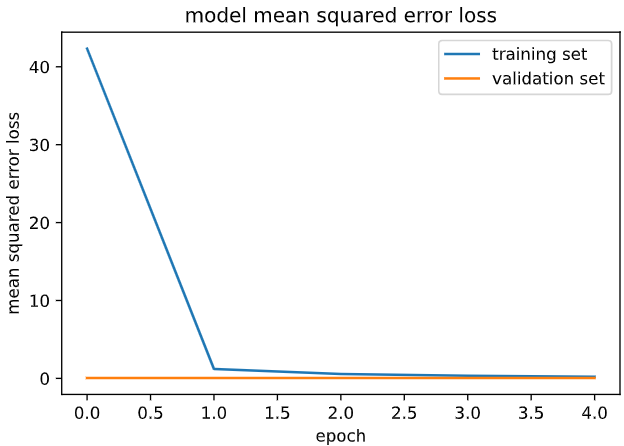 model mean squared error loss
training set
validation set
mean squared error loss
40
30
20
10
0
0.0 0.5 1.0 1.5 2.0 2.5 3.0 3.5 4.0
epoch